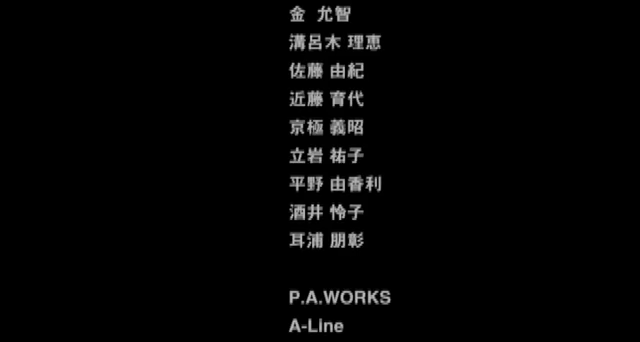 金 允智
溝呂木 理恵
佐藤 由紀
近藤 育代
京極 義昭
立岩 祐子
平野 由香利
酒井 怜子
耳浦 朋彰
P.A.WORKS
A-Line